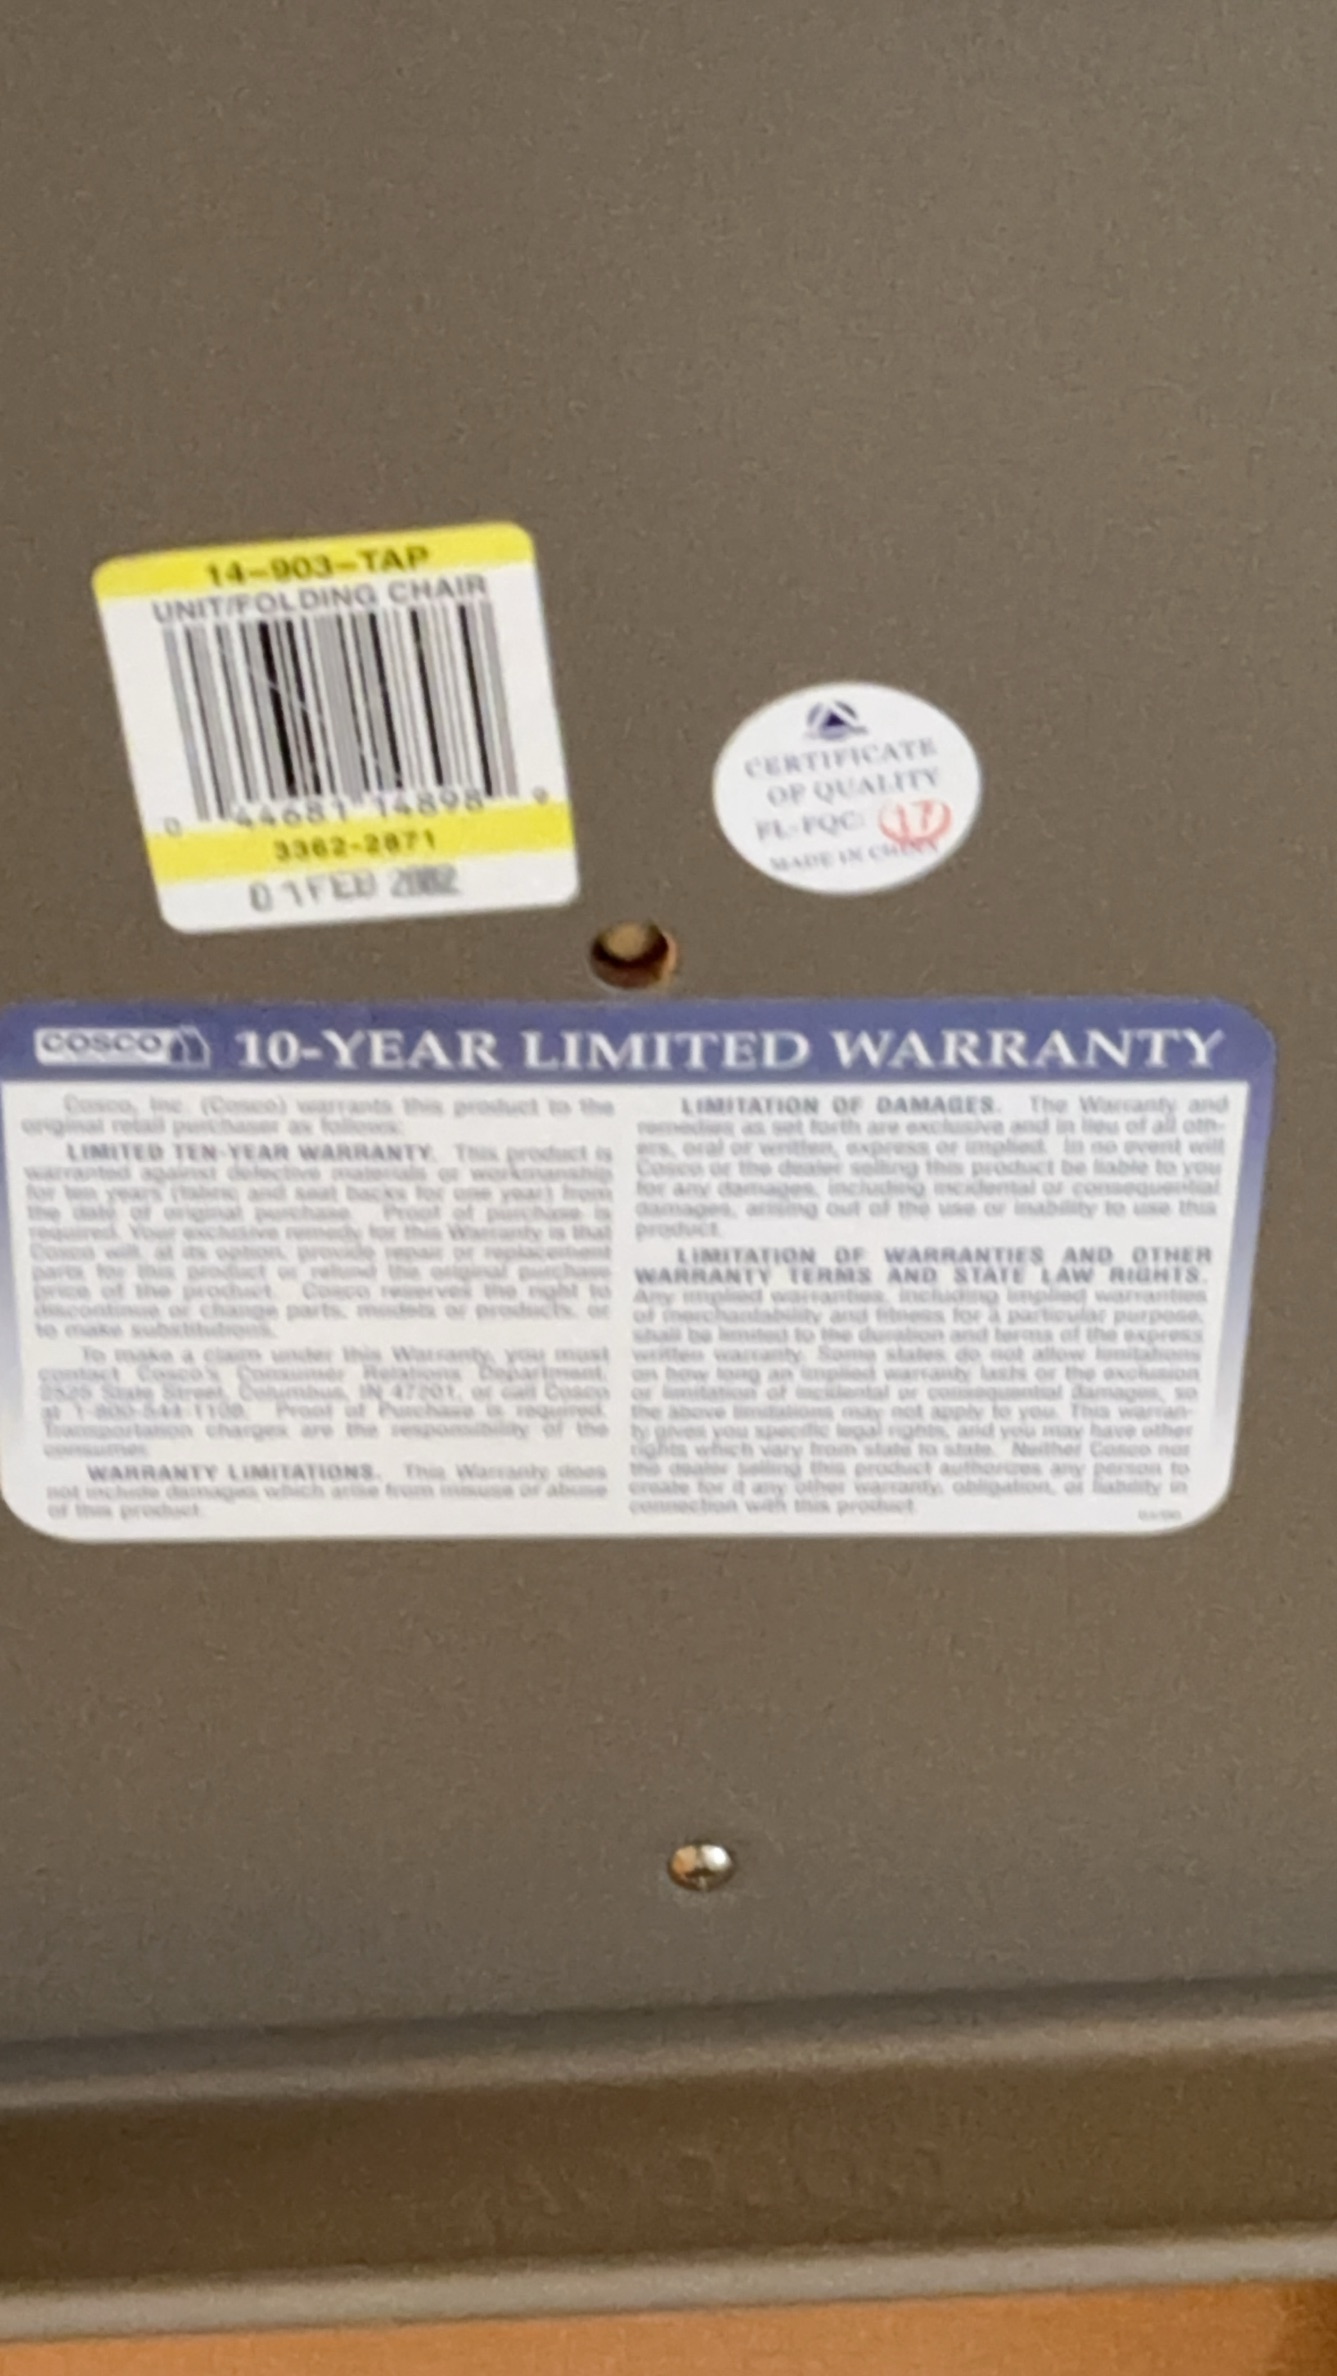 14-903-TAP
UNIT/FOLDING CHAIR
0 44681 14898 9
3362-2871
01 FEB 2002
CERTIFICATE
OF QUALITY
FL-PQC: 17
MADE IN CHINA
COSCO 10-YEAR LIMITED WARRANTY
Cosco, Inc. (Cosco) warrants this product to the
original retail purchaser as follows:
LIMITED TEN-YEAR WARRANTY. This product is
warranted against defective materials or workmanship
for ten years (fabric and seat backs for one year) from
the date of original purchase. Proof of purchase is
required. Your exclusive remedy for this Warranty is that
Cosco will, at its option, provide repair or replacement
parts for this product or refund the original purchase
price of the product. Cosco reserves the right to
discontinue or change parts, models or products, or
to make substitutions.
To make a claim under this Warranty, you must
contact Cosco's Consumer Relations Department,
2525 State Street, Columbus, IN 47201, or call Cosco
at 1-800-544-1108. Proof of Purchase is required.
Transportation charges are the responsibility of the
consumer.
WARRANTY LIMITATIONS. This Warranty does
not include damages which arise from misuse or abuse
of this product.
LIMITATION OF DAMAGES. The Warranty and
remedies as set forth are exclusive and in lieu of all oth-
ers, oral or written, express or implied. In no event will
Cosco or the dealer selling this product be liable to you
for any damages, including incidental or consequential
damages, arising out of the use or inability to use this
product.
LIMITATION OF WARRANTIES AND OTHER
WARRANTY TERMS AND STATE LAW RIGHTS.
Any implied warranties, including implied warranties
of merchantability and fitness for a particular purpose,
shall be limited to the duration and terms of the express
written warranty. Some states do not allow limitations
on how long an implied warranty lasts or the exclusion
or limitation of incidental or consequential damages, so
the above limitations may not apply to you. This warran-
ty gives you specific legal rights, and you may have other
rights which vary from state to state. Neither Cosco nor
the dealer selling this product authorizes any person to
create for it any other warranty, obligation, or liability in
connection with this product.